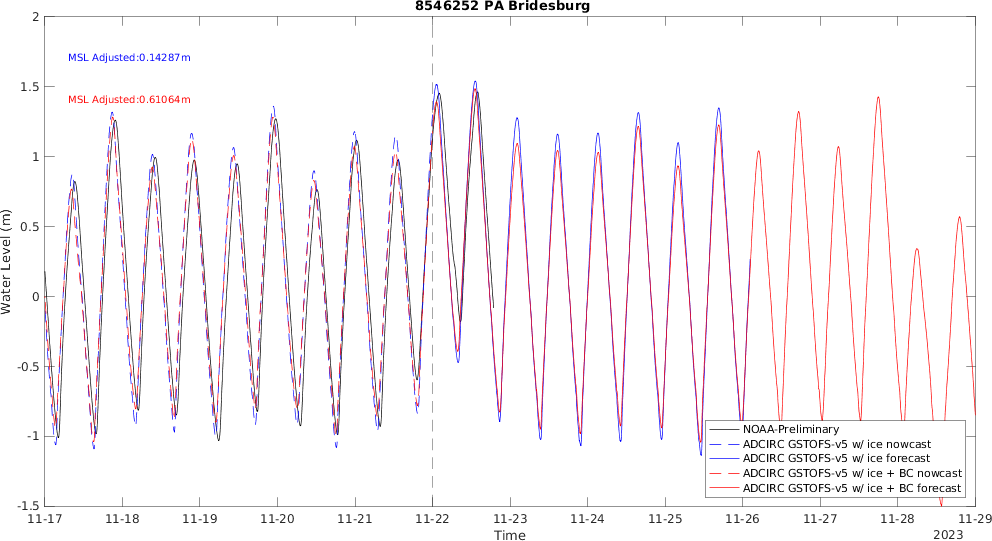 8546252 PA Bridesburg
MSL Adjusted:0.14287m
MSL Adjusted:0.61064m
Water Level (m)
2
1.5
1
0.5
0
-0.5
-1
-1.5
NOAA-Preliminary
ADCIRC GSTOFS-v5 w/ ice nowcast
ADCIRC GSTOFS-v5 w/ ice forecast
ADCIRC GSTOFS-v5 w/ ice + BC nowcast
ADCIRC GSTOFS-v5 w/ ice + BC forecast
11-17 11-18 11-19 11-20 11-21 11-22 11-23 11-24 11-25 11-26 11-27 11-28 11-29
Time
2023